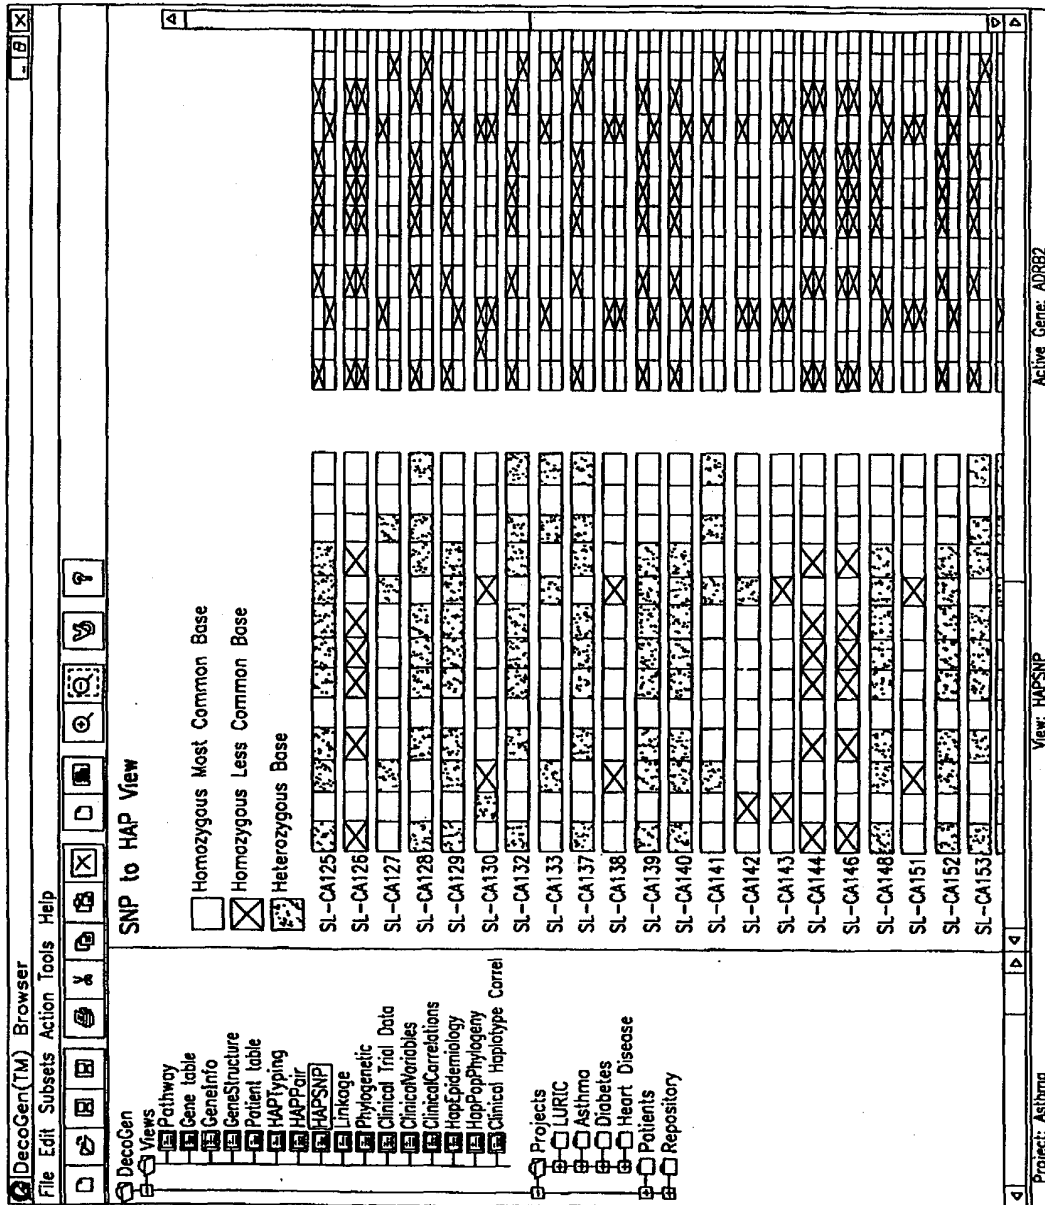 DecoGen(TM) Browser
File Edit Subsets Action Tools Help
DecoGen
Views
Pathway
Gene table
GeneInfo
GeneStructure
Patient table
HAPTyping
HAPPair
HAPSNP
Linkage
Phylogenetic
Clinical Trial Data
ClinicalVariables
ClinicalCorrelations
HapEpidemiology
HapPopPhylogeny
Clinical Haplotype Correl
Projects
LURIC
Asthma
Diabetes
Heart Disease
Patients
Repository
SNP to HAP View
Homozygous Most Common Base
Homozygous Less Common Base
Heterozygous Base
SL-CA125
SL-CA126
SL-CA127
SL-CA128
SL-CA129
SL-CA130
SL-CA132
SL-CA133
SL-CA137
SL-CA138
SL-CA139
SL-CA140
SL-CA141
SL-CA142
SL-CA143
SL-CA144
SL-CA146
SL-CA148
SL-CA151
SL-CA152
SL-CA153
Project: Asthma
View: HAPSNP
Active Gene: ADRB2